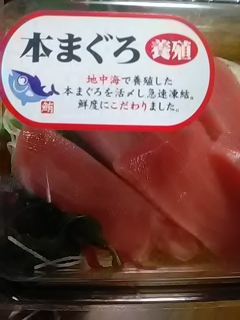 本まぐろ 養殖
地中海で養殖した
本まぐろを活〆し急速凍結。
鮮度にこだわりました。
鮪